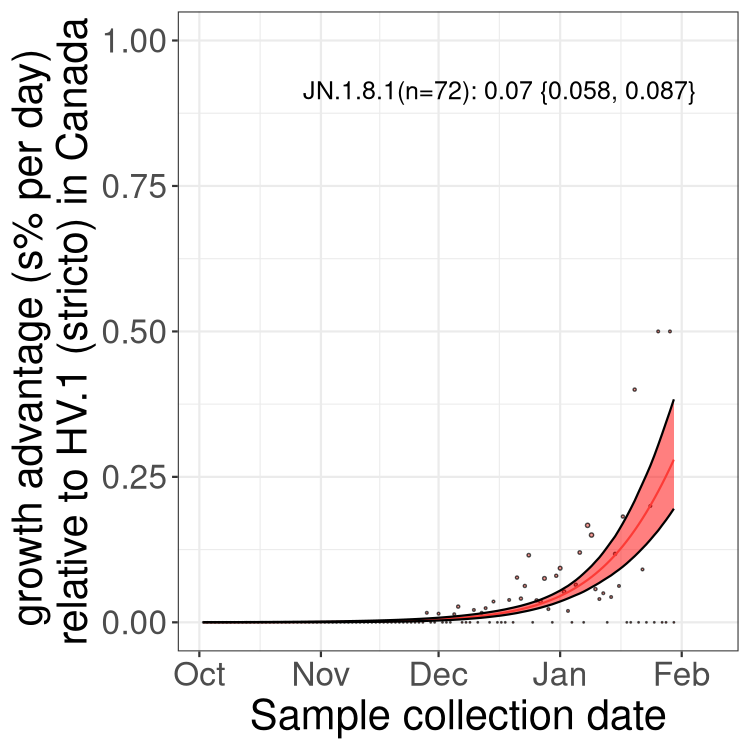 growth advantage (s% per day)
relative to HV.1 (stricto) in Canada
1.00
0.75
0.50
0.25
0.00
JN.1.8.1(n=72): 0.07 {0.058, 0.087}
Oct Nov Dec Jan Feb
Sample collection date